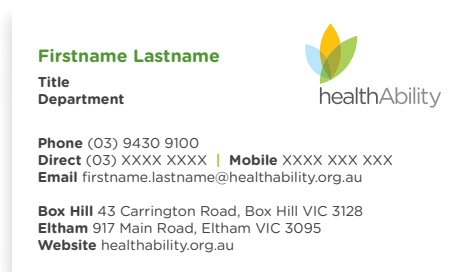 Firstname Lastname
Title
Department
healthAbility
Phone (03) 9430 9100
Direct (03) XXXX XXXX | Mobile XXXX XXX XXX
Email firstname.lastname@healthability.org.au
Box Hill 43 Carrington Road, Box Hill VIC 3128
Eltham 917 Main Road, Eltham VIC 3095
Website healthability.org.au